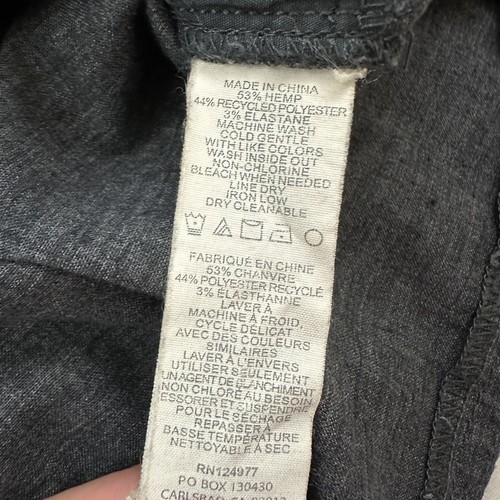 MADE IN CHINA
53% HEMP
44% RECYCLED POLYESTER
3% ELASTANE
MACHINE WASH
COLD GENTLE
WITH LIKE COLORS
WASH INSIDE OUT
NON-CHLORINE
BLEACH WHEN NEEDED
LINE DRY
IRON LOW
DRY CLEANABLE
FABRIQUÉ EN CHINE
53% CHANVRE
44% POLYESTER RECYCLÉ
3% ÉLASTHANNE
LAVER À
MACHINE À FROID,
CYCLE DÉLICAT
AVEC DES COULEURS
SIMILAIRES
LAVER À L'ENVERS
UTILISER SEULEMENT
UN AGENT DE BLANCHIMENT
NON CHLORÉ AU BESOIN
ESSORER ET SUSPENDRE
POUR LE SÉCHAGE
REPASSER À
BASSE TEMPÉRATURE
NETTOYABLE À SEC
RN124977
PO BOX 130430
CARLSBAD, CA